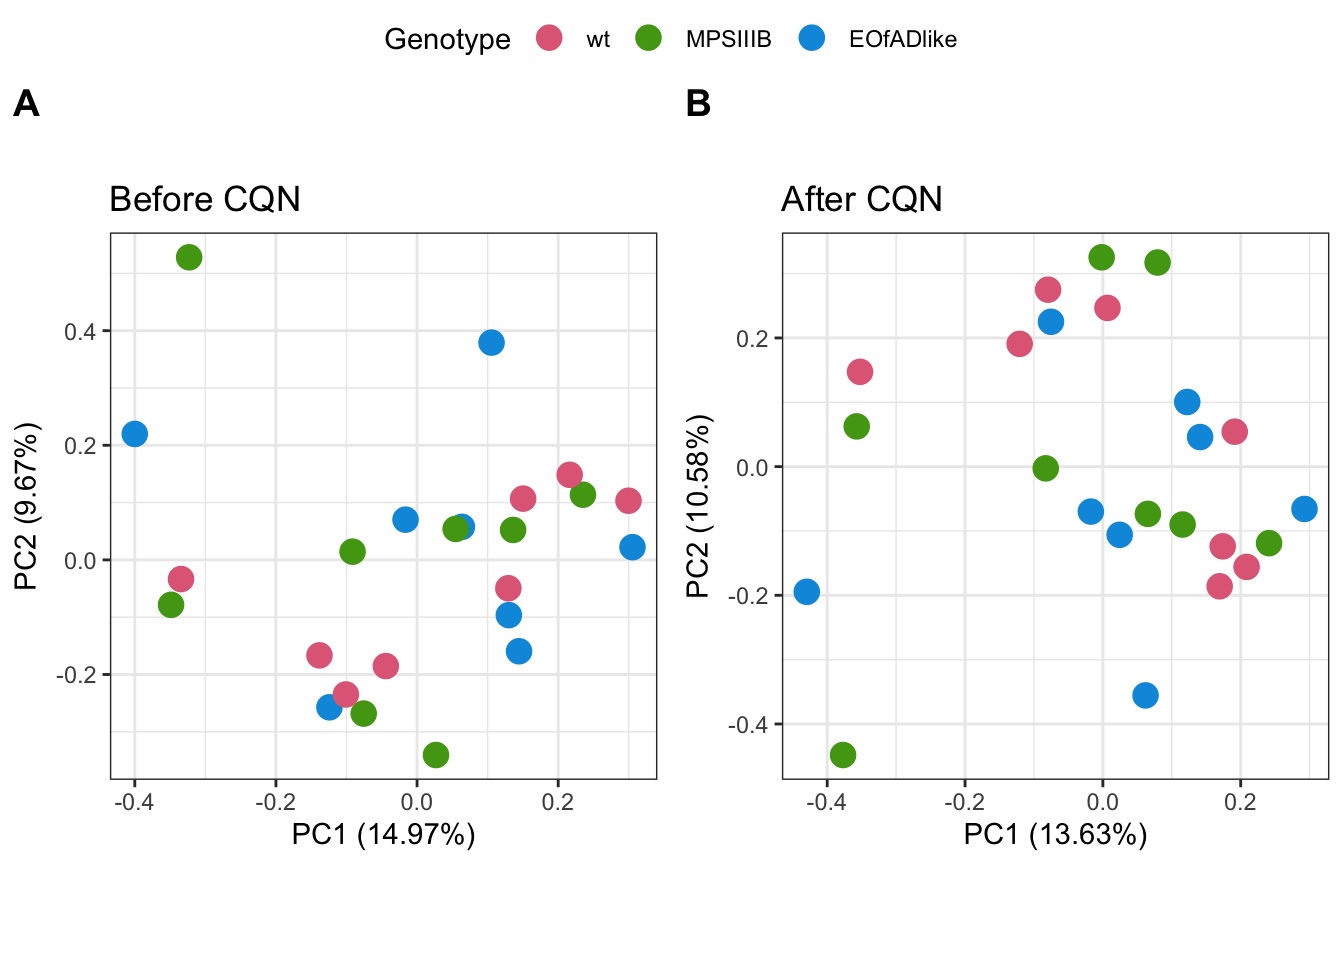 Genotype wt MPSIIIB EOfADlike
A
B
Before CQN
After CQN
0.4
0.2
0.0
-0.2
PC2 (9.67%)
-0.4 -0.2 0.0 0.2
PC1 (14.97%)
0.2
0.0
-0.2
-0.4
PC2 (10.58%)
-0.4 -0.2 0.0 0.2
PC1 (13.63%)